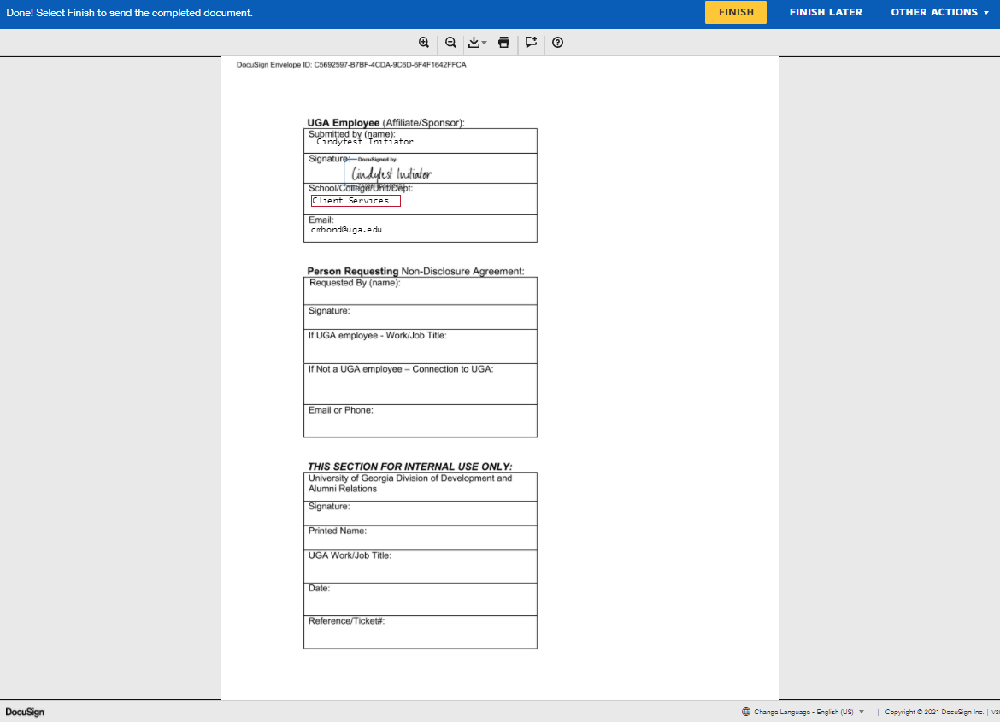 Done! Select Finish to send the completed document.
FINISH
FINISH LATER
OTHER ACTIONS
DocuSign Envelope ID: C5692597-B7BF-4CDA-9C6D-6F4F1642FFCA
UGA Employee (Affiliate/Sponsor):
Submitted by (name):
Cindytest Initiator
Signature:
DocuSigned by:
Cindytest Initiator
School/College/Unit/Dept:
Client Services
Email:
cmbond@uga.edu
Person Requesting Non-Disclosure Agreement:
Requested By (name):
Signature:
If UGA employee - Work/Job Title:
If Not a UGA employee – Connection to UGA:
Email or Phone:
THIS SECTION FOR INTERNAL USE ONLY:
University of Georgia Division of Development and
Alumni Relations
Signature:
Printed Name:
UGA Work/Job Title:
Date:
Reference/Ticket#:
DocuSign
Change Language - English (US)
| Copyright © 2021 DocuSign Inc. | V2